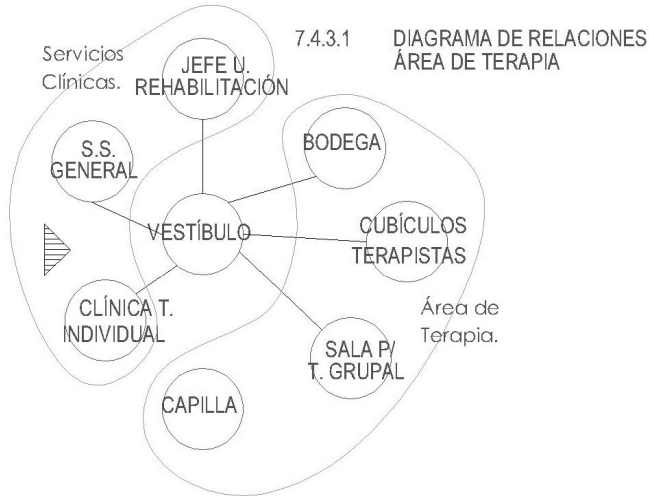 7.4.3.1 DIAGRAMA DE RELACIONES
ÁREA DE TERAPIA
Servicios
Clínicas.
JEFE U.
REHABILITACIÓN
BODEGA
S.S.
GENERAL
VESTÍBULO
CUBÍCULOS
TERAPISTAS
CLÍNICA T.
INDIVIDUAL
Área de
Terapia.
SALA P/
T. GRUPAL
CAPILLA